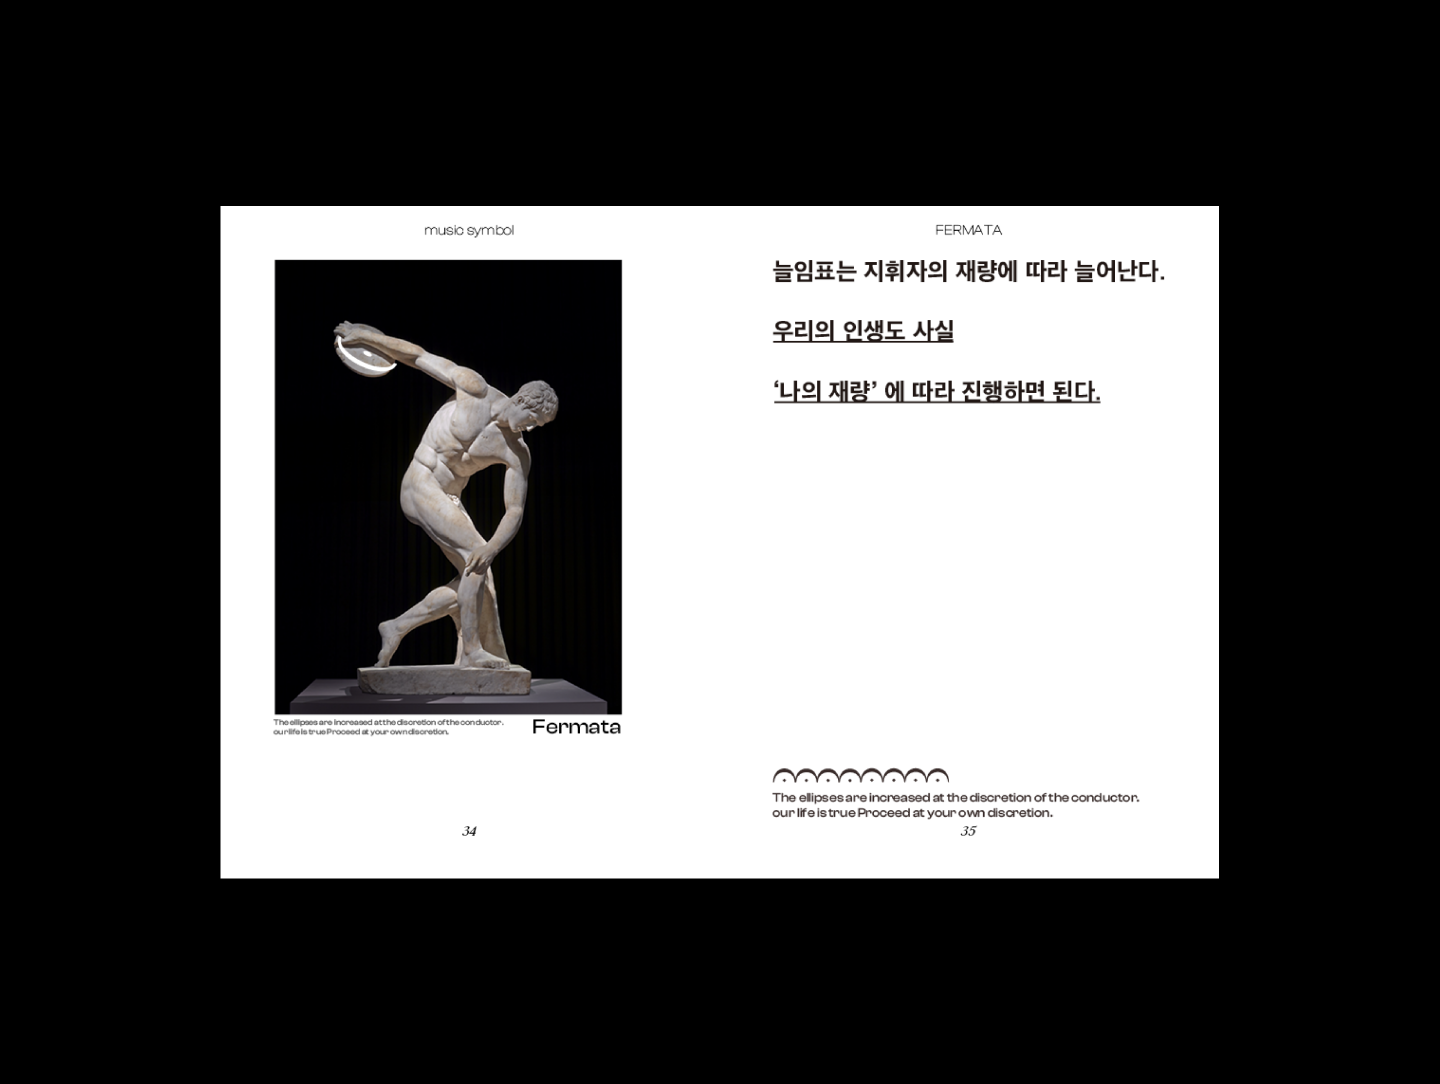 music symbol
The ellipses are increased at the discretion of the conductor.
our life is true Proceed at your own discretion.
Fermata
34
FERMATA
늘임표는 지휘자의 재량에 따라 늘어난다.
우리의 인생도 사실
‘나의 재량’ 에 따라 진행하면 된다.
The ellipses are increased at the discretion of the conductor.
our life is true Proceed at your own discretion.
35